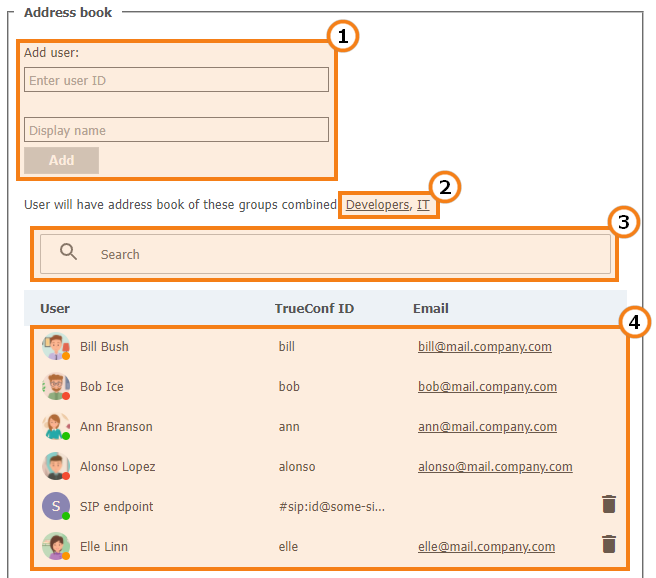 Address book
1
Add user:
Enter user ID
Display name
Add
2
User will have address book of these groups combined Developers, IT
3
Search
User TrueConf ID Email
4
Bill Bush bill bill@mail.company.com
Bob Ice bob bob@mail.company.com
Ann Branson ann ann@mail.company.com
Alonso Lopez alonso alonso@mail.company.com
S SIP endpoint #sip:id@some-si...
Elle Linn elle elle@mail.company.com